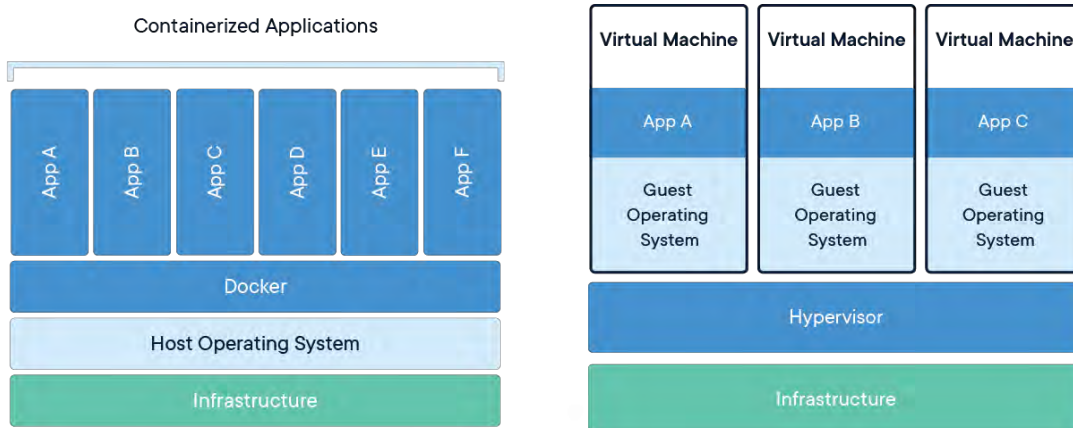 Containerized Applications
App A
App B
App C
App D
App E
App F
Docker
Host Operating System
Infrastructure
Virtual Machine
App A
Guest
Operating
System
Virtual Machine
App B
Guest
Operating
System
Virtual Machine
App C
Guest
Operating
System
Hypervisor
Infrastructure